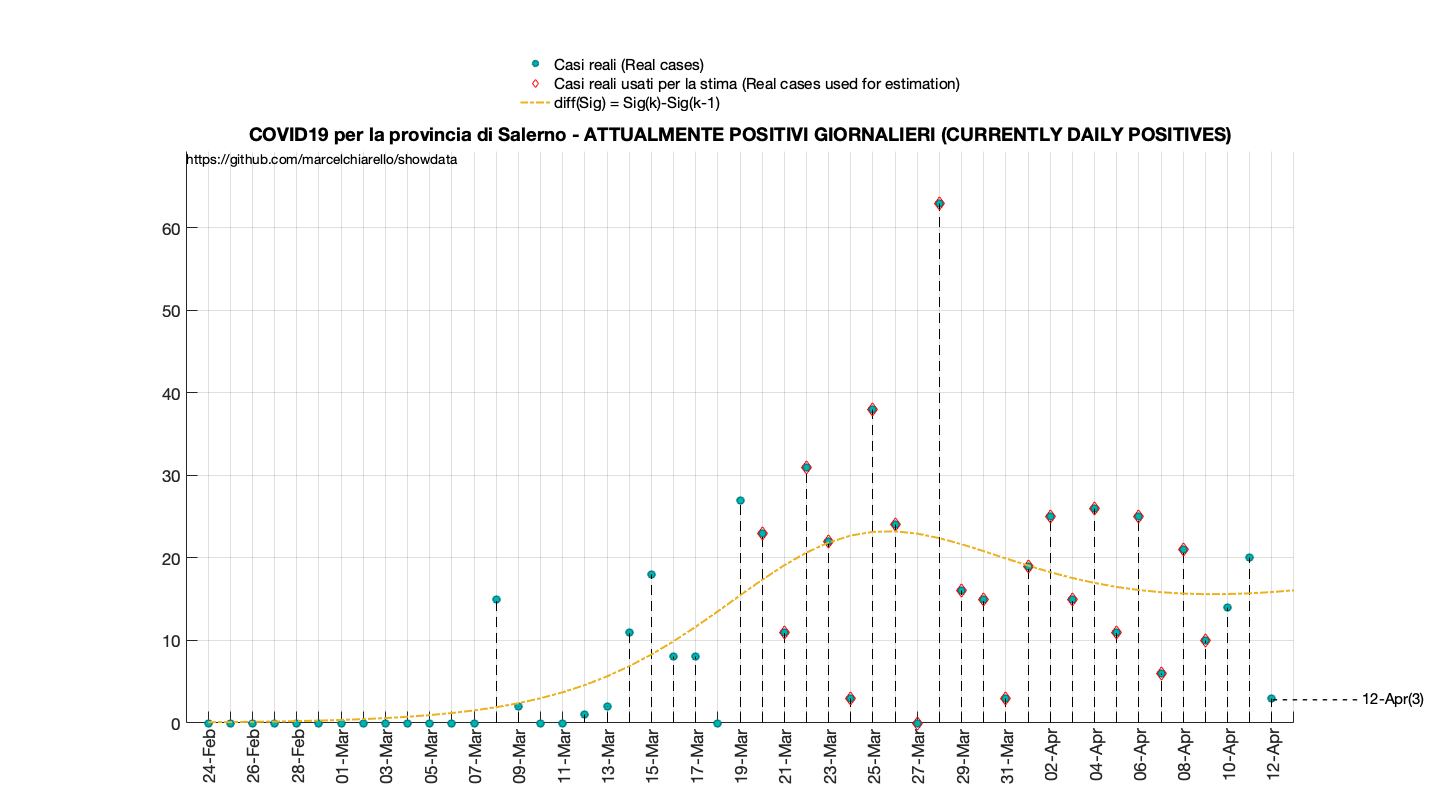 Casi reali (Real cases)
Casi reali usati per la stima (Real cases used for estimation)
diff(Sig) = Sig(k)-Sig(k-1)
COVID19 per la provincia di Salerno - ATTUALMENTE POSITIVI GIORNALIERI (CURRENTLY DAILY POSITIVES)
https://github.com/marcelchiarello/showdata
60
50
40
30
20
10
0
12-Apr(3)
24-Feb
26-Feb
28-Feb
01-Mar
03-Mar
05-Mar
07-Mar
09-Mar
11-Mar
13-Mar
15-Mar
17-Mar
19-Mar
21-Mar
23-Mar
25-Mar
27-Mar
29-Mar
31-Mar
02-Apr
04-Apr
06-Apr
08-Apr
10-Apr
12-Apr